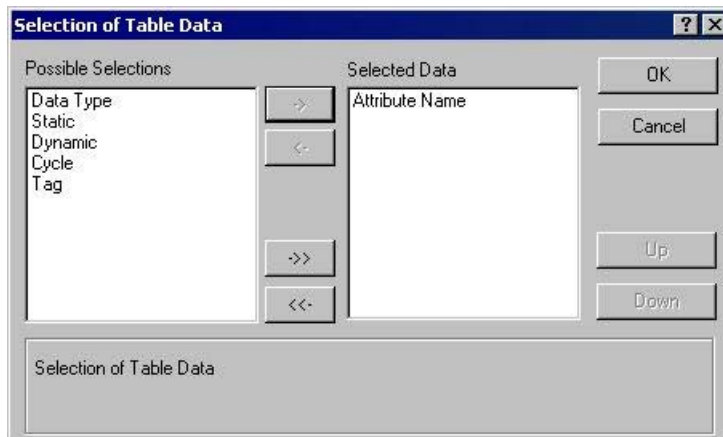 Selection of Table Data
Possible Selections
Data Type
Static
Dynamic
Cycle
Tag
->
<-
->>
<<-
Selected Data
Attribute Name
OK
Cancel
Up
Down
Selection of Table Data